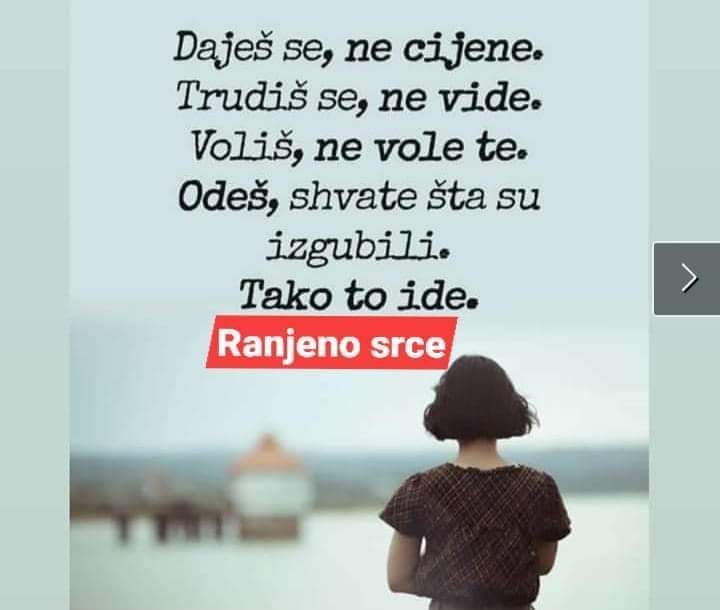 Daješ se, ne cijene.
Trudiš se, ne vide.
Voliš, ne vole te.
Odeš, shvate šta su
izgubili.
Tako to ide.
Ranjeno srce